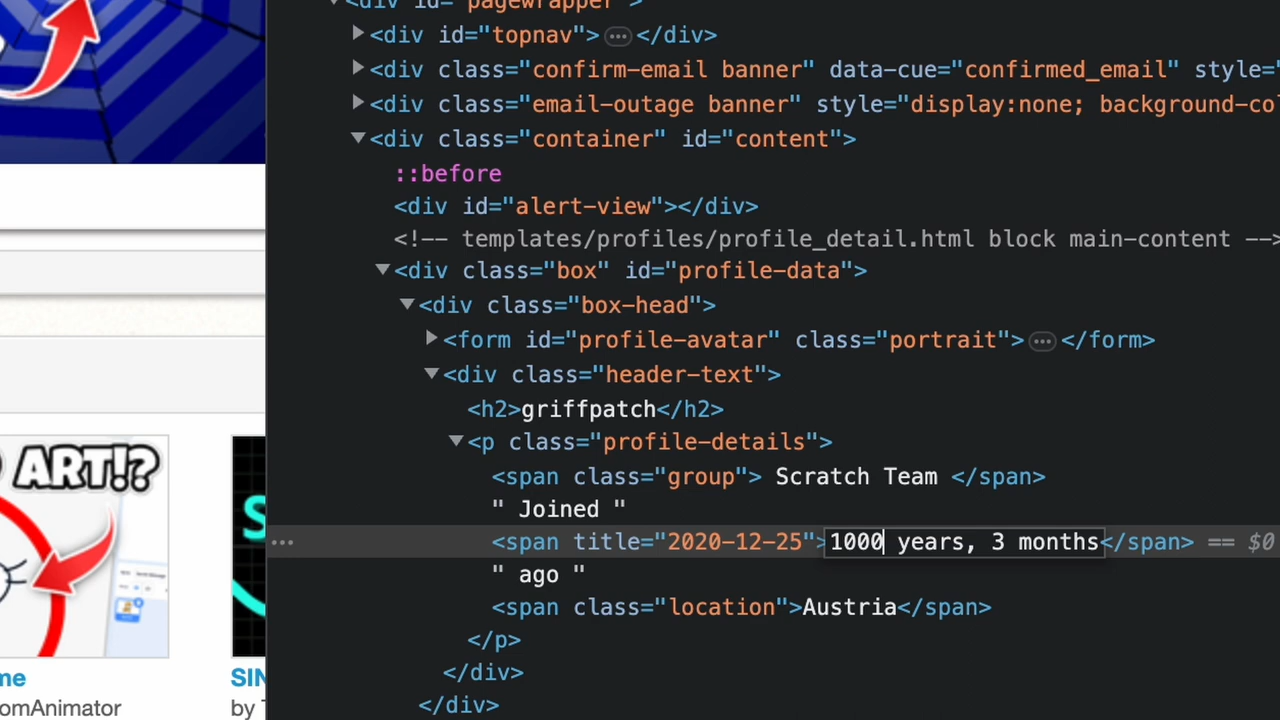 <div id="pagewrapper">
<div id="topnav">…</div>
<div class="confirm-email banner" data-cue="confirmed_email" style="
<div class="email-outage banner" style="display:none; background-co
<div class="container" id="content">
::before
<div id="alert-view"></div>
<!-- templates/profiles/profile_detail.html block main-content -->
<div class="box" id="profile-data">
<div class="box-head">
<form id="profile-avatar" class="portrait">…</form>
<div class="header-text">
<h2>griffpatch</h2>
<p class="profile-details">
<span class="group"> Scratch Team </span>
" Joined "
… <span title="2020-12-25">1000 years, 3 months</span> == $0
" ago "
<span class="location">Austria</span>
</p>
</div>
</div>
ART!?
me
omAnimator
SIN
by